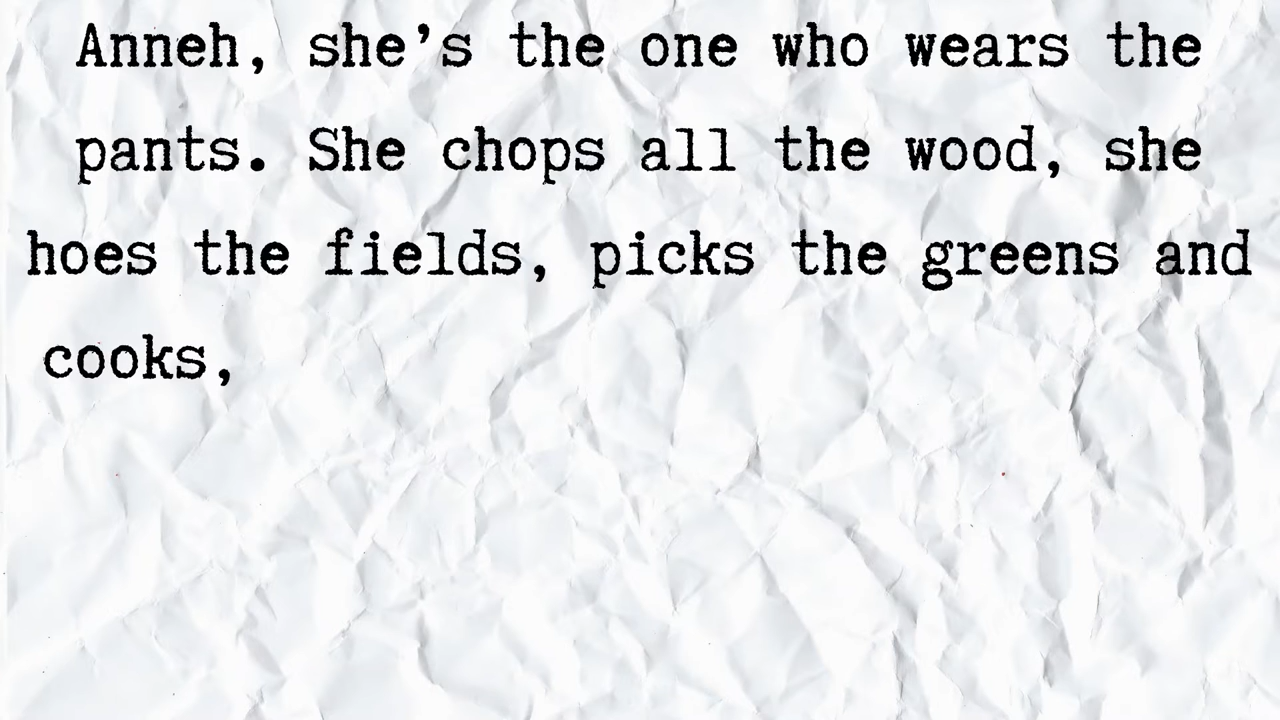 Anneh, she’s the one who wears the
pants. She chops all the wood, she
hoes the fields, picks the greens and
cooks,